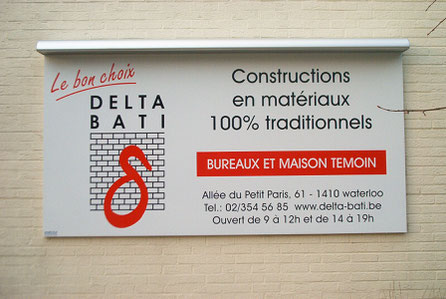 Le bon choix
DELTA
BATI
δ
Constructions
en matériaux
100% traditionnels
BUREAUX ET MAISON TEMOIN
Allée du Petit Paris, 61 - 1410 waterloo
Tel.: 02/354 56 85 www.delta-bati.be
Ouvert de 9 à 12h et de 14 à 19h